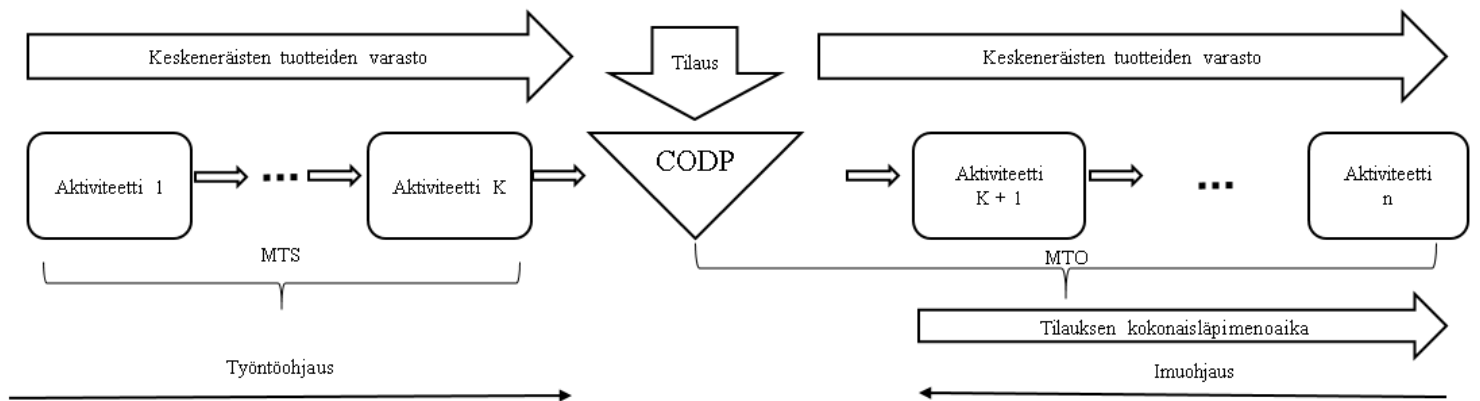 Keskeneräisten tuotteiden varasto
Tilaus
Keskeneräisten tuotteiden varasto
Aktiviteetti 1
...
Aktiviteetti K
CODP
Aktiviteetti
K + 1
...
Aktiviteetti
n
MTS
MTO
Tilauksen kokonaisläpimenoaika
Työntöohjaus
Imuohjaus